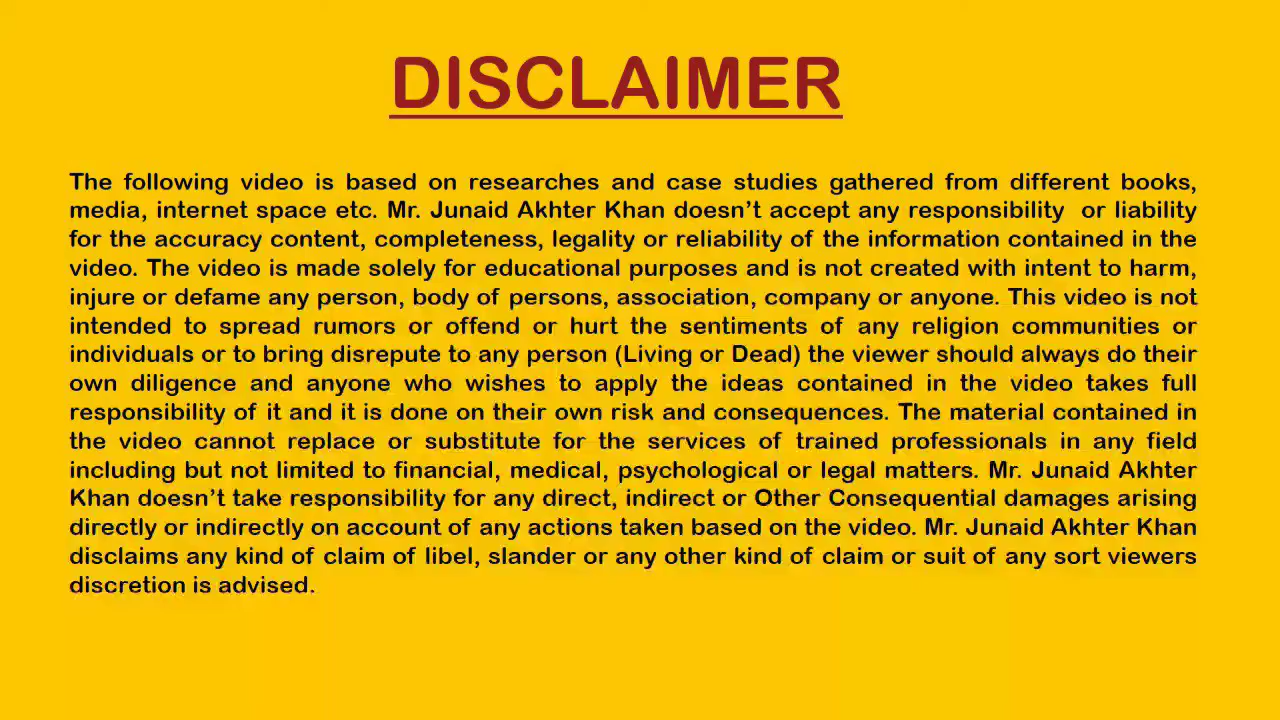 DISCLAIMER
The following video is based on researches and case studies gathered from different books,
media, internet space etc. Mr. Junaid Akhter Khan doesn’t accept any responsibility or liability
for the accuracy content, completeness, legality or reliability of the information contained in the
video. The video is made solely for educational purposes and is not created with intent to harm,
injure or defame any person, body of persons, association, company or anyone. This video is not
intended to spread rumors or offend or hurt the sentiments of any religion communities or
individuals or to bring disrepute to any person (Living or Dead) the viewer should always do their
own diligence and anyone who wishes to apply the ideas contained in the video takes full
responsibility of it and it is done on their own risk and consequences. The material contained in
the video cannot replace or substitute for the services of trained professionals in any field
including but not limited to financial, medical, psychological or legal matters. Mr. Junaid Akhter
Khan doesn’t take responsibility for any direct, indirect or Other Consequential damages arising
directly or indirectly on account of any actions taken based on the video. Mr. Junaid Akhter Khan
disclaims any kind of claim of libel, slander or any other kind of claim or suit of any sort viewers
discretion is advised.